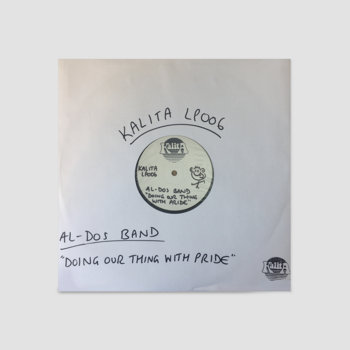 KALITA LP006
KALITA
KALITA
LP006
AL-DOS BAND
"DOING OUR THING
WITH PRIDE"
AL-DOS BAND
"DOING OUR THING WITH PRIDE"
KALITA